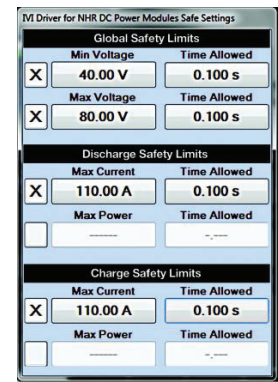 IVI Driver for NHR DC Power Modules Safe Settings
Global Safety Limits
Min Voltage Time Allowed
X 40.00 V 0.100 s
Max Voltage Time Allowed
X 80.00 V 0.100 s
Discharge Safety Limits
Max Current Time Allowed
X 110.00 A 0.100 s
Max Power Time Allowed
------ -.---
Charge Safety Limits
Max Current Time Allowed
X 110.00 A 0.100 s
Max Power Time Allowed
------ -.---